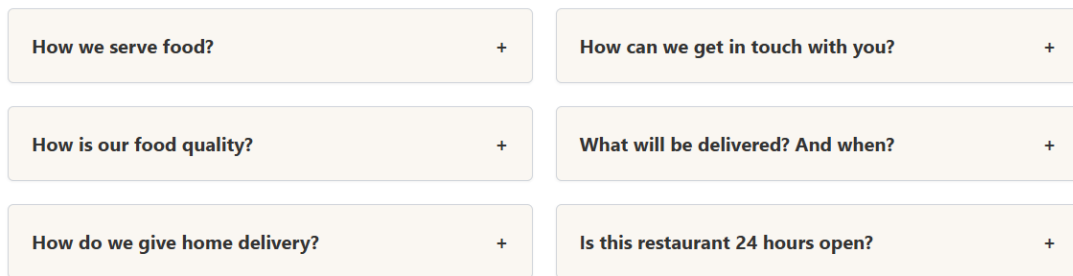 How we serve food? +
How can we get in touch with you? +
How is our food quality? +
What will be delivered? And when? +
How do we give home delivery? +
Is this restaurant 24 hours open? +